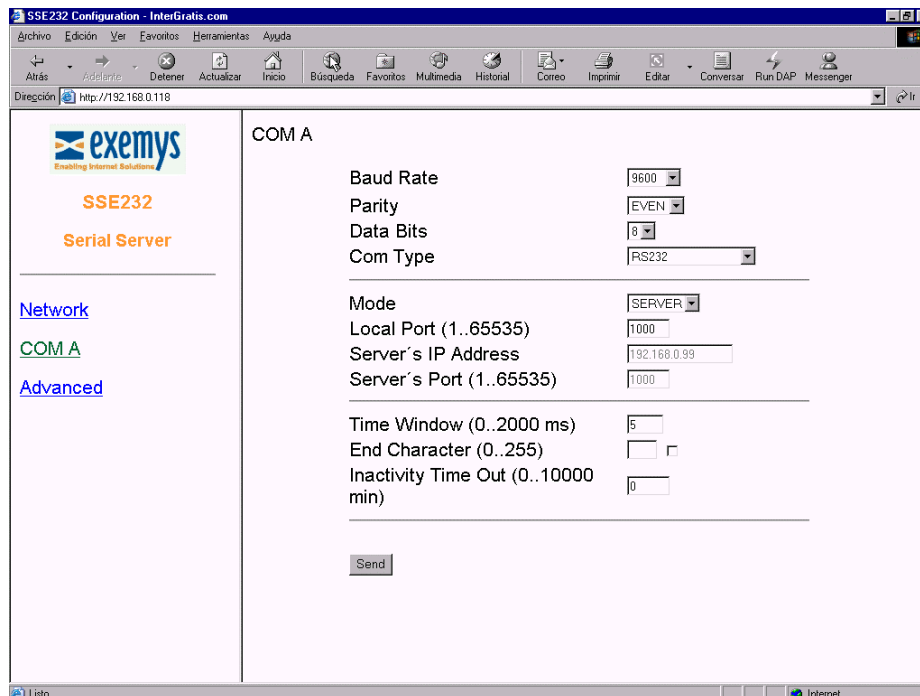 SSE232 Configuration - InterGratis.com
Archivo Edición Ver Favoritos Herramientas Ayuda
Atrás Adelante Detener Actualizar Inicio Búsqueda Favoritos Multimedia Historial Correo Imprimir Editar Conversar Run DAP Messenger
Dirección http://192.168.0.118 Ir
exemys
Enabling Internet Solutions
SSE232
Serial Server
Network
COM A
Advanced
COM A
Baud Rate 9600
Parity EVEN
Data Bits 8
Com Type RS232
Mode SERVER
Local Port (1..65535) 1000
Server´s IP Address 192.168.0.99
Server´s Port (1..65535) 1000
Time Window (0..2000 ms) 5
End Character (0..255)
Inactivity Time Out (0..10000
min) 0
Send
Listo Internet